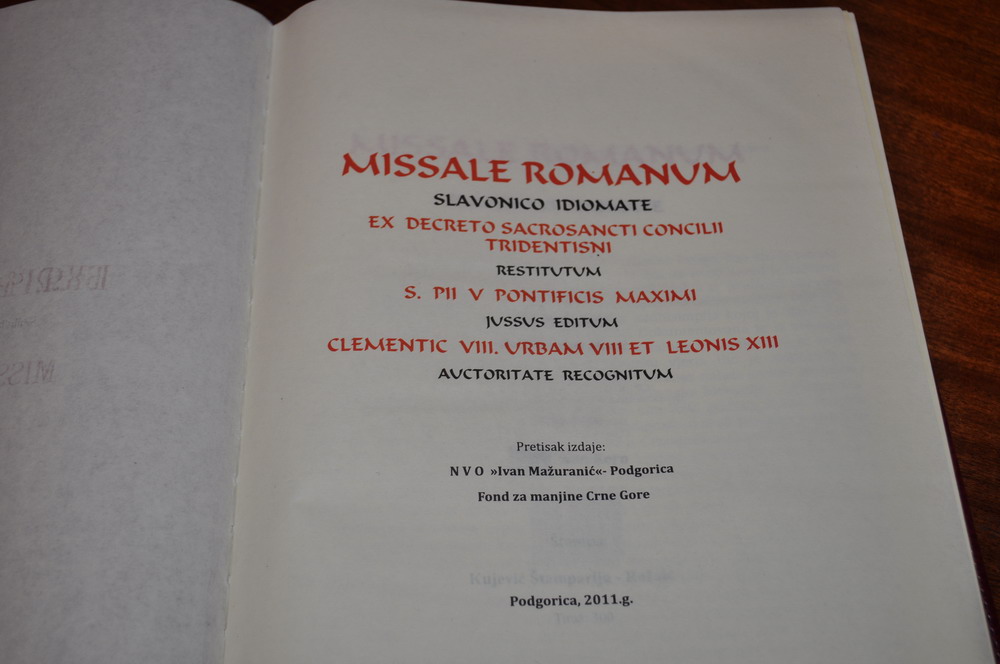 MISSALE ROMANUM
SLAVONICO IDIOMATE
EX DECRETO SACROSANCTI CONCILII
TRIDENTISNI
RESTITUTUM
S. PII V PONTIFICIS MAXIMI
JUSSUS EDITUM
CLEMENTIC VIII. URBAM VIII ET LEONIS XIII
AUCTORITATE RECOGNITUM
Pretisak izdaje:
N V O »Ivan Mažuranić«- Podgorica
Fond za manjine Crne Gore
Podgorica, 2011.g.